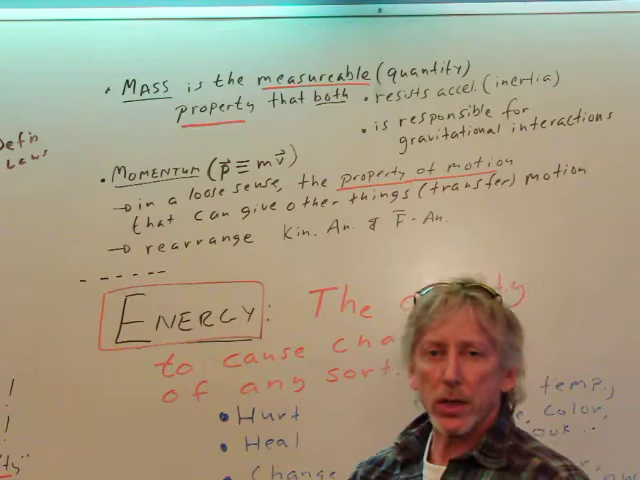 • MASS is the measureable (quantity)
property that both • resists accel. (inertia)
• is responsible for
gravitational interactions
Defin
Laws
• MOMENTUM (p⃗ ≡ mv⃗)
→ in a loose sense, the property of motion
that can give other things (transfer) motion
→ rearrange Kin. An. & F⃗-An.
ENERGY: The
to cause cha
of any sort.
• Hurt
• Heal
• Change
temp.,
color,